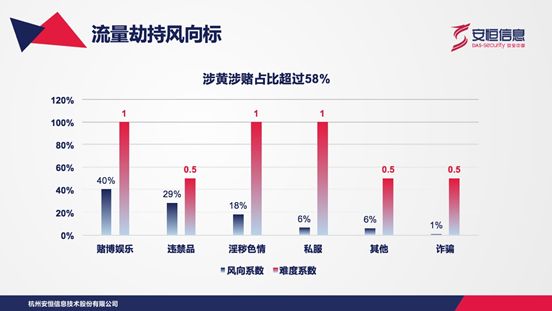 流量劫持风向标
安恒信息
DAS-security 安全中国
涉黄涉赌占比超过58%
120%
100%
80%
60%
40%
20%
0%
40%
1
29%
0.5
18%
1
6%
1
6%
0.5
1%
0.5
赌博娱乐 违禁品 淫秽色情 私服 其他 诈骗
风向系数 难度系数
杭州安恒信息技术股份有限公司